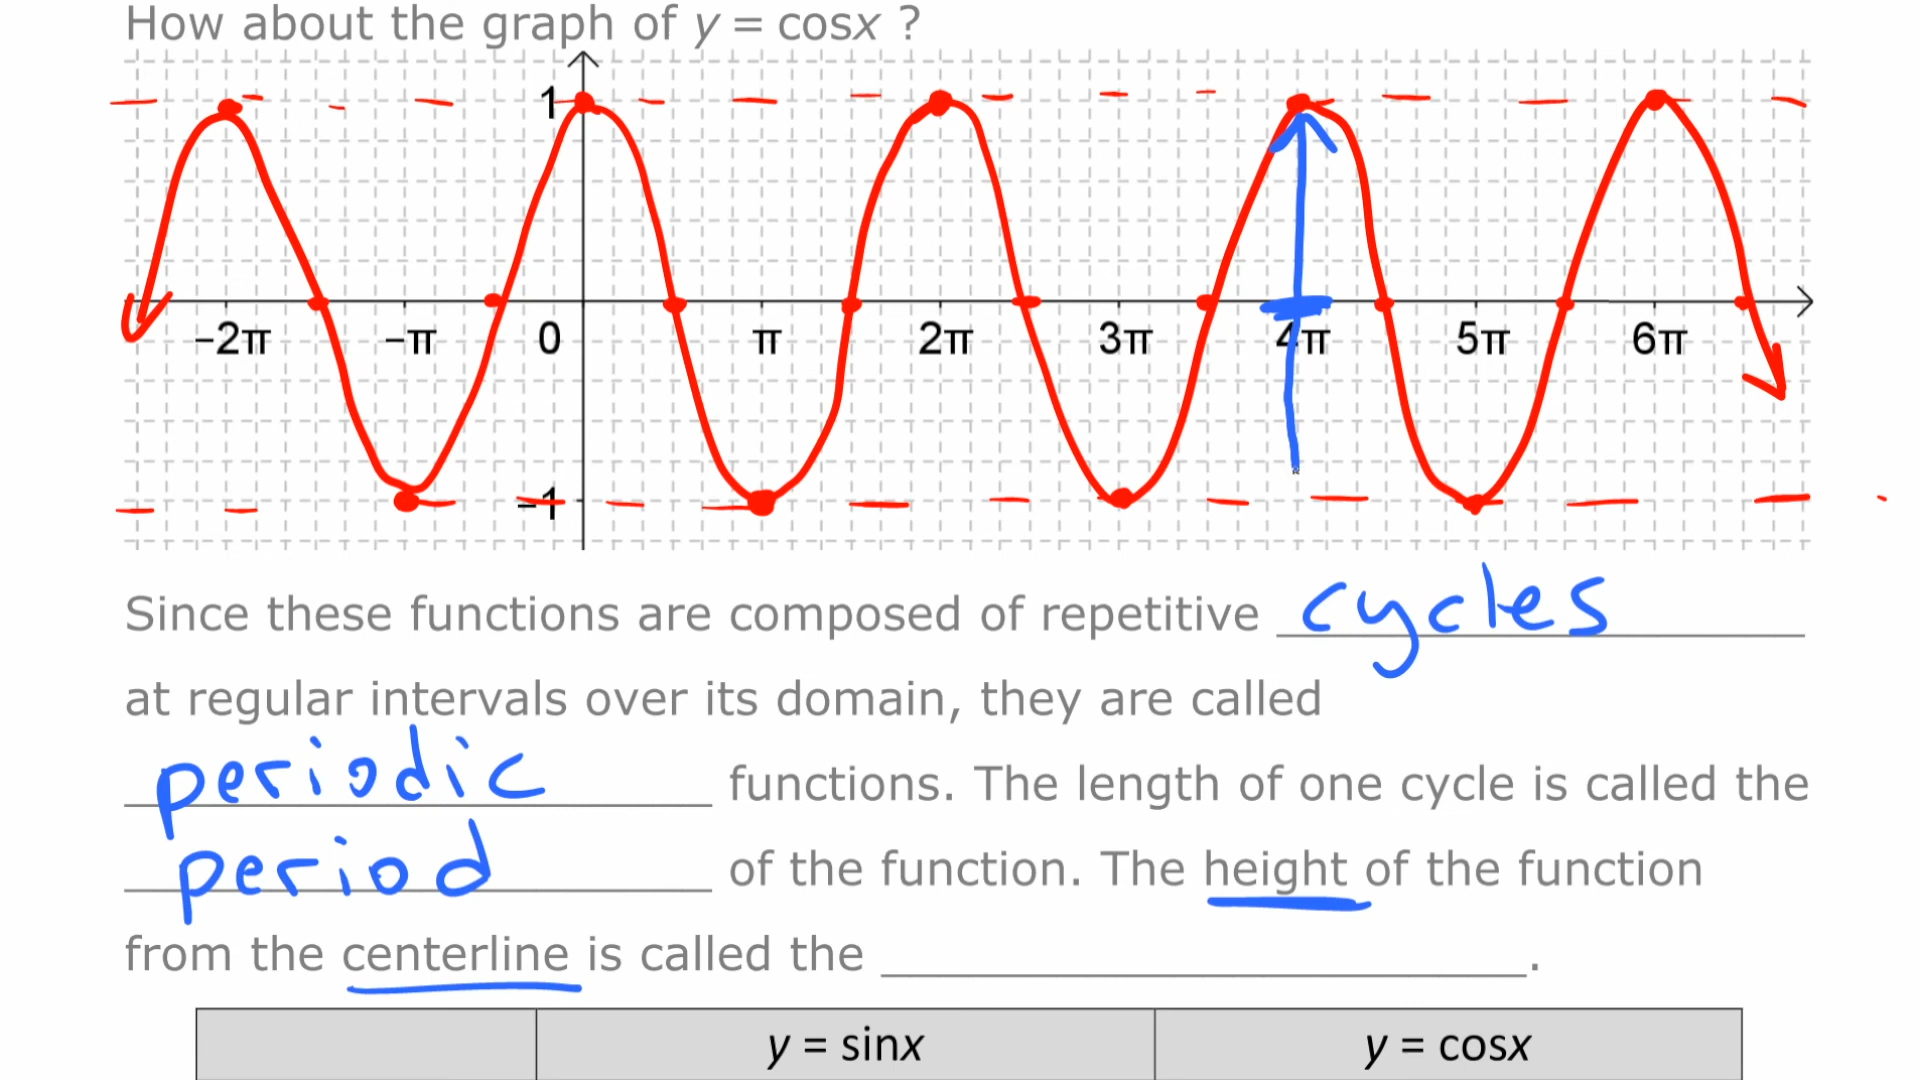 How about the graph of y = cosx ?
1
−2π −π 0 π 2π 3π 4π 5π 6π
−1
Since these functions are composed of repetitive cycles
at regular intervals over its domain, they are called
periodic functions. The length of one cycle is called the
period of the function. The height of the function
from the centerline is called the ______.
y = sinx y = cosx